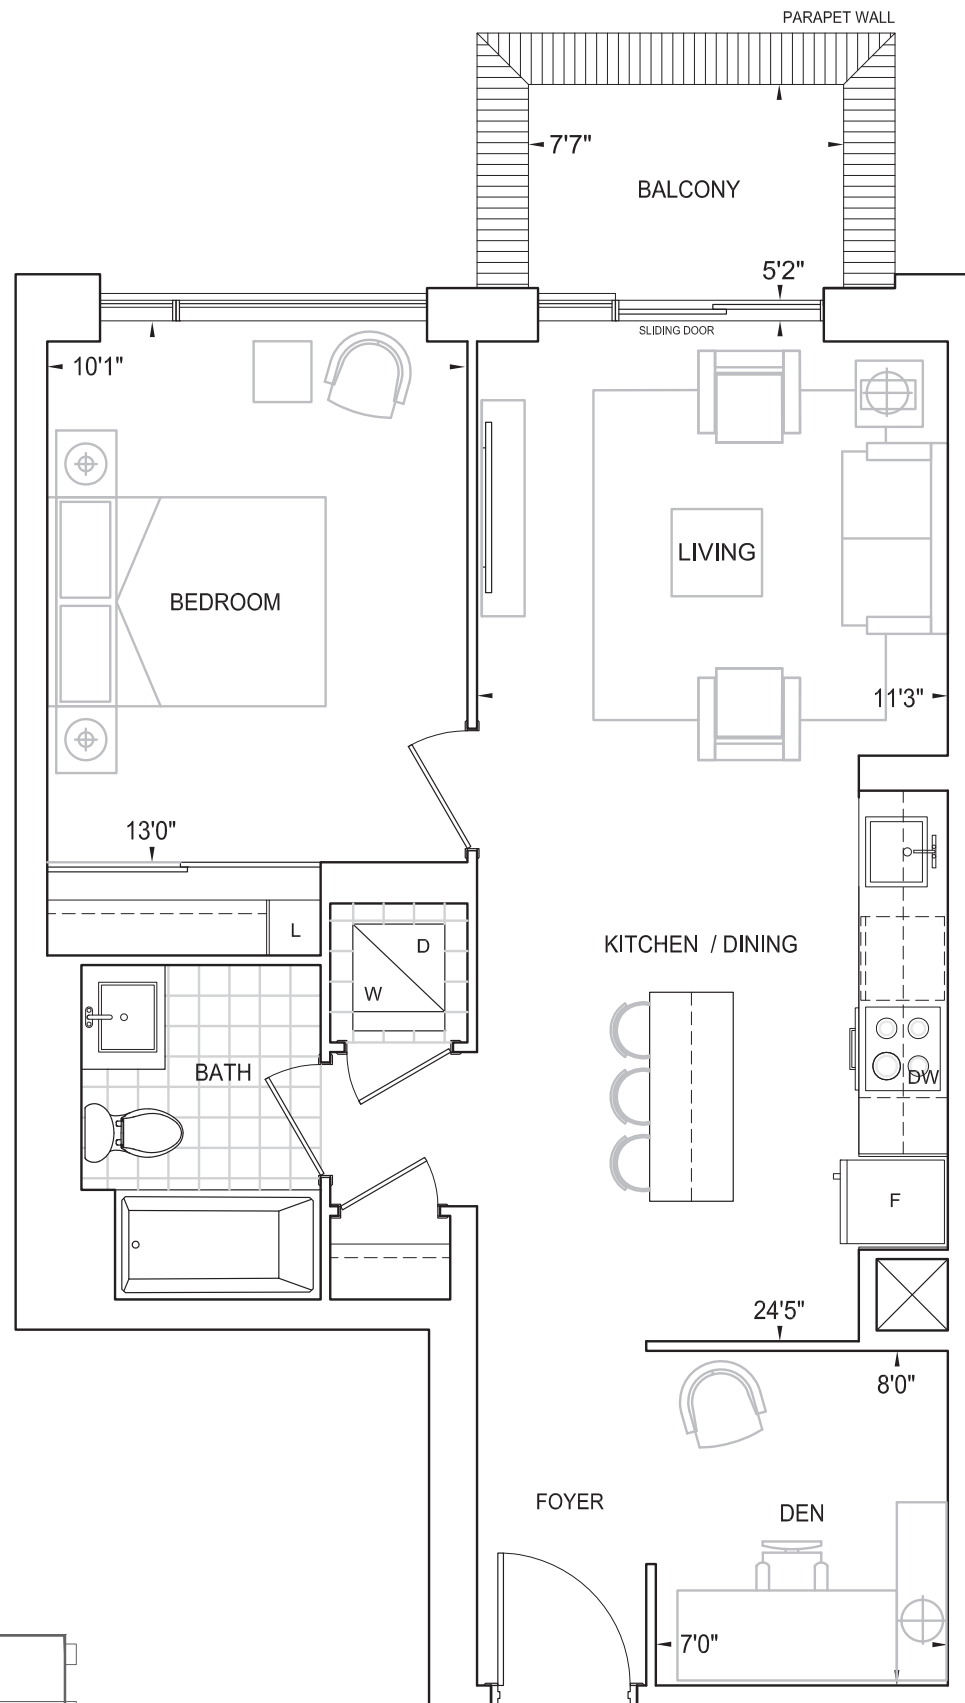 PARAPET WALL
7'7"
BALCONY
5'2"
SLIDING DOOR
10'1"
LIVING
BEDROOM
11'3"
13'0"
L
D
KITCHEN / DINING
W
BATH
DW
F
24'5"
8'0"
FOYER
DEN
7'0"